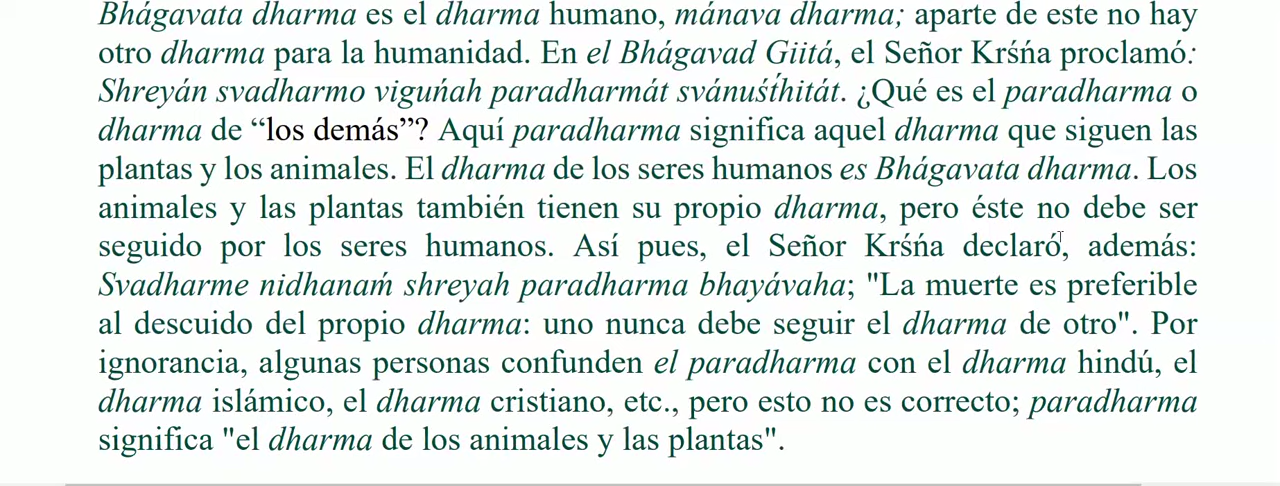 Bhágavata dharma es el dharma humano, mánava dharma; aparte de este no hay
otro dharma para la humanidad. En el Bhágavad Giitá, el Señor Krśńa proclamó:
Shreyán svadharmo viguńah paradharmát svánuśt́hitát. ¿Qué es el paradharma o
dharma de “los demás”? Aquí paradharma significa aquel dharma que siguen las
plantas y los animales. El dharma de los seres humanos es Bhágavata dharma. Los
animales y las plantas también tienen su propio dharma, pero éste no debe ser
seguido por los seres humanos. Así pues, el Señor Krśńa declaró, además:
Svadharme nidhanaḿ shreyah paradharma bhayávaha; "La muerte es preferible
al descuido del propio dharma: uno nunca debe seguir el dharma de otro". Por
ignorancia, algunas personas confunden el paradharma con el dharma hindú, el
dharma islámico, el dharma cristiano, etc., pero esto no es correcto; paradharma
significa "el dharma de los animales y las plantas".